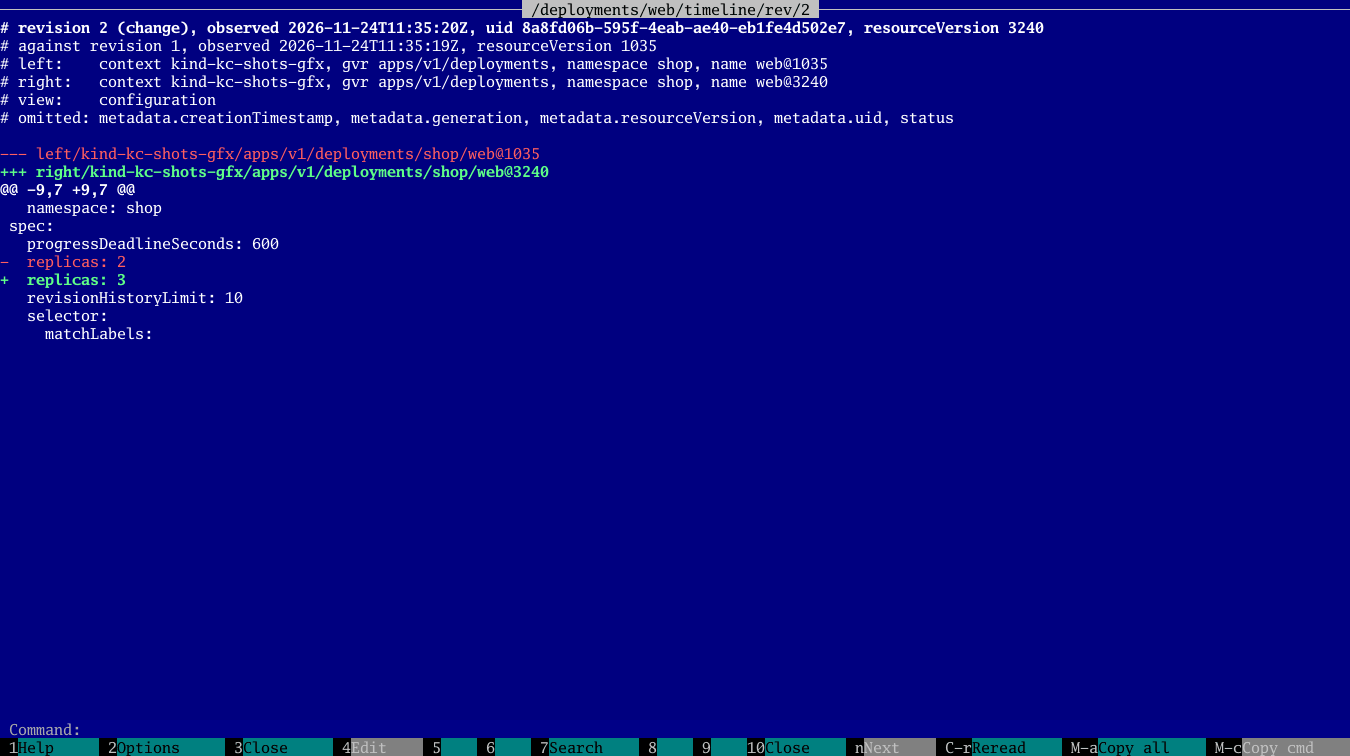 /deployments/web/timeline/rev/2
# revision 2 (change), observed 2026-11-24T11:35:20Z, uid 8a8fd06b-595f-4eab-ae40-eb1fe4d502e7, resourceVersion 3240
# against revision 1, observed 2026-11-24T11:35:19Z, resourceVersion 1035
# left:    context kind-kc-shots-gfx, gvr apps/v1/deployments, namespace shop, name web@1035
# right:   context kind-kc-shots-gfx, gvr apps/v1/deployments, namespace shop, name web@3240
# view:    configuration
# omitted: metadata.creationTimestamp, metadata.generation, metadata.resourceVersion, metadata.uid, status
--- left/kind-kc-shots-gfx/apps/v1/deployments/shop/web@1035
+++ right/kind-kc-shots-gfx/apps/v1/deployments/shop/web@3240
@@ -9,7 +9,7 @@
   namespace: shop
 spec:
   progressDeadlineSeconds: 600
-  replicas: 2
+  replicas: 3
   revisionHistoryLimit: 10
   selector:
     matchLabels:
Command:
1Help 2Options 3Close 4Edit 5 6 7Search 8 9 10Close nNext C-rReread M-aCopy all M-cCopy cmd